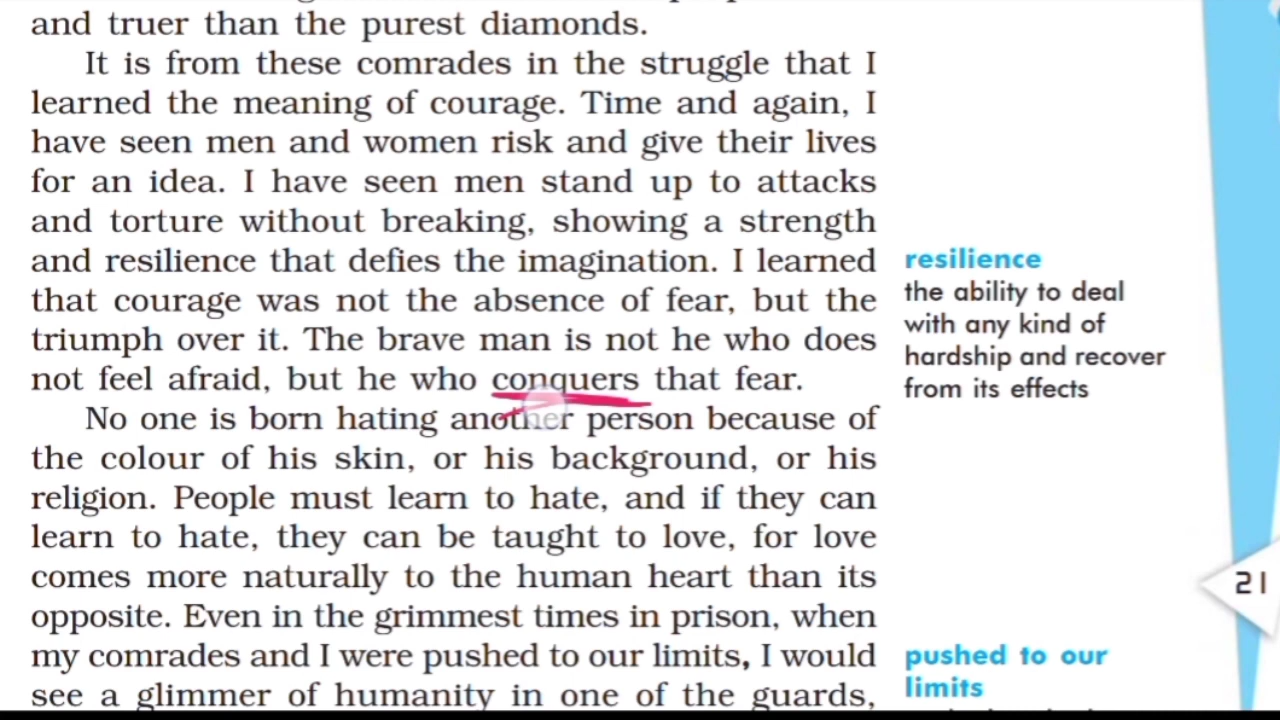 and truer than the purest diamonds.
It is from these comrades in the struggle that I
learned the meaning of courage. Time and again, I
have seen men and women risk and give their lives
for an idea. I have seen men stand up to attacks
and torture without breaking, showing a strength
and resilience that defies the imagination. I learned
that courage was not the absence of fear, but the
triumph over it. The brave man is not he who does
not feel afraid, but he who conquers that fear.
No one is born hating another person because of
the colour of his skin, or his background, or his
religion. People must learn to hate, and if they can
learn to hate, they can be taught to love, for love
comes more naturally to the human heart than its
opposite. Even in the grimmest times in prison, when
my comrades and I were pushed to our limits, I would
see a glimmer of humanity in one of the guards,
resilience
the ability to deal
with any kind of
hardship and recover
from its effects
pushed to our
limits
21